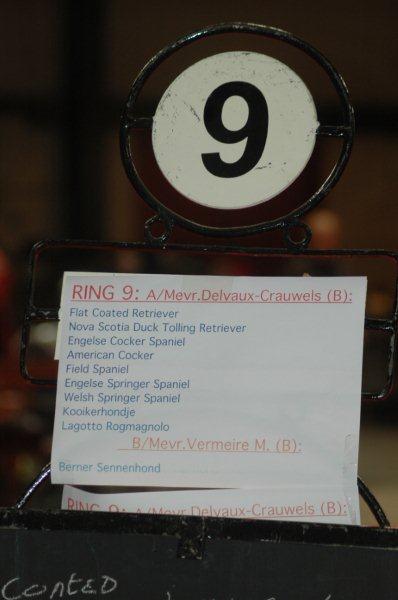 9
RING 9: A/Mevr.Delvaux-Crauwels (B):
Flat Coated Retriever
Nova Scotia Duck Tolling Retriever
Engelse Cocker Spaniel
American Cocker
Field Spaniel
Engelse Springer Spaniel
Welsh Springer Spaniel
Kooikerhondje
Lagotto Rogmagnolo
B/Mevr.Vermeire M. (B):
Berner Sennenhond
RING 9: A/Mevr.Delvaux-Crauwels (B):
COATED